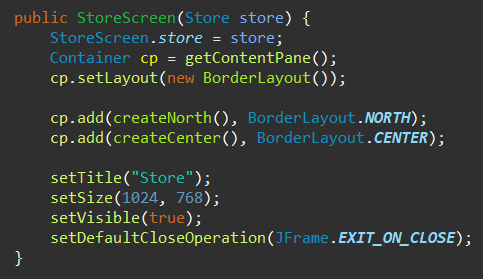 public StoreScreen(Store store) {
    StoreScreen.store = store;
    Container cp = getContentPane();
    cp.setLayout(new BorderLayout());

    cp.add(createNorth(), BorderLayout.NORTH);
    cp.add(createCenter(), BorderLayout.CENTER);

    setTitle("Store");
    setSize(1024, 768);
    setVisible(true);
    setDefaultCloseOperation(JFrame.EXIT_ON_CLOSE);
}